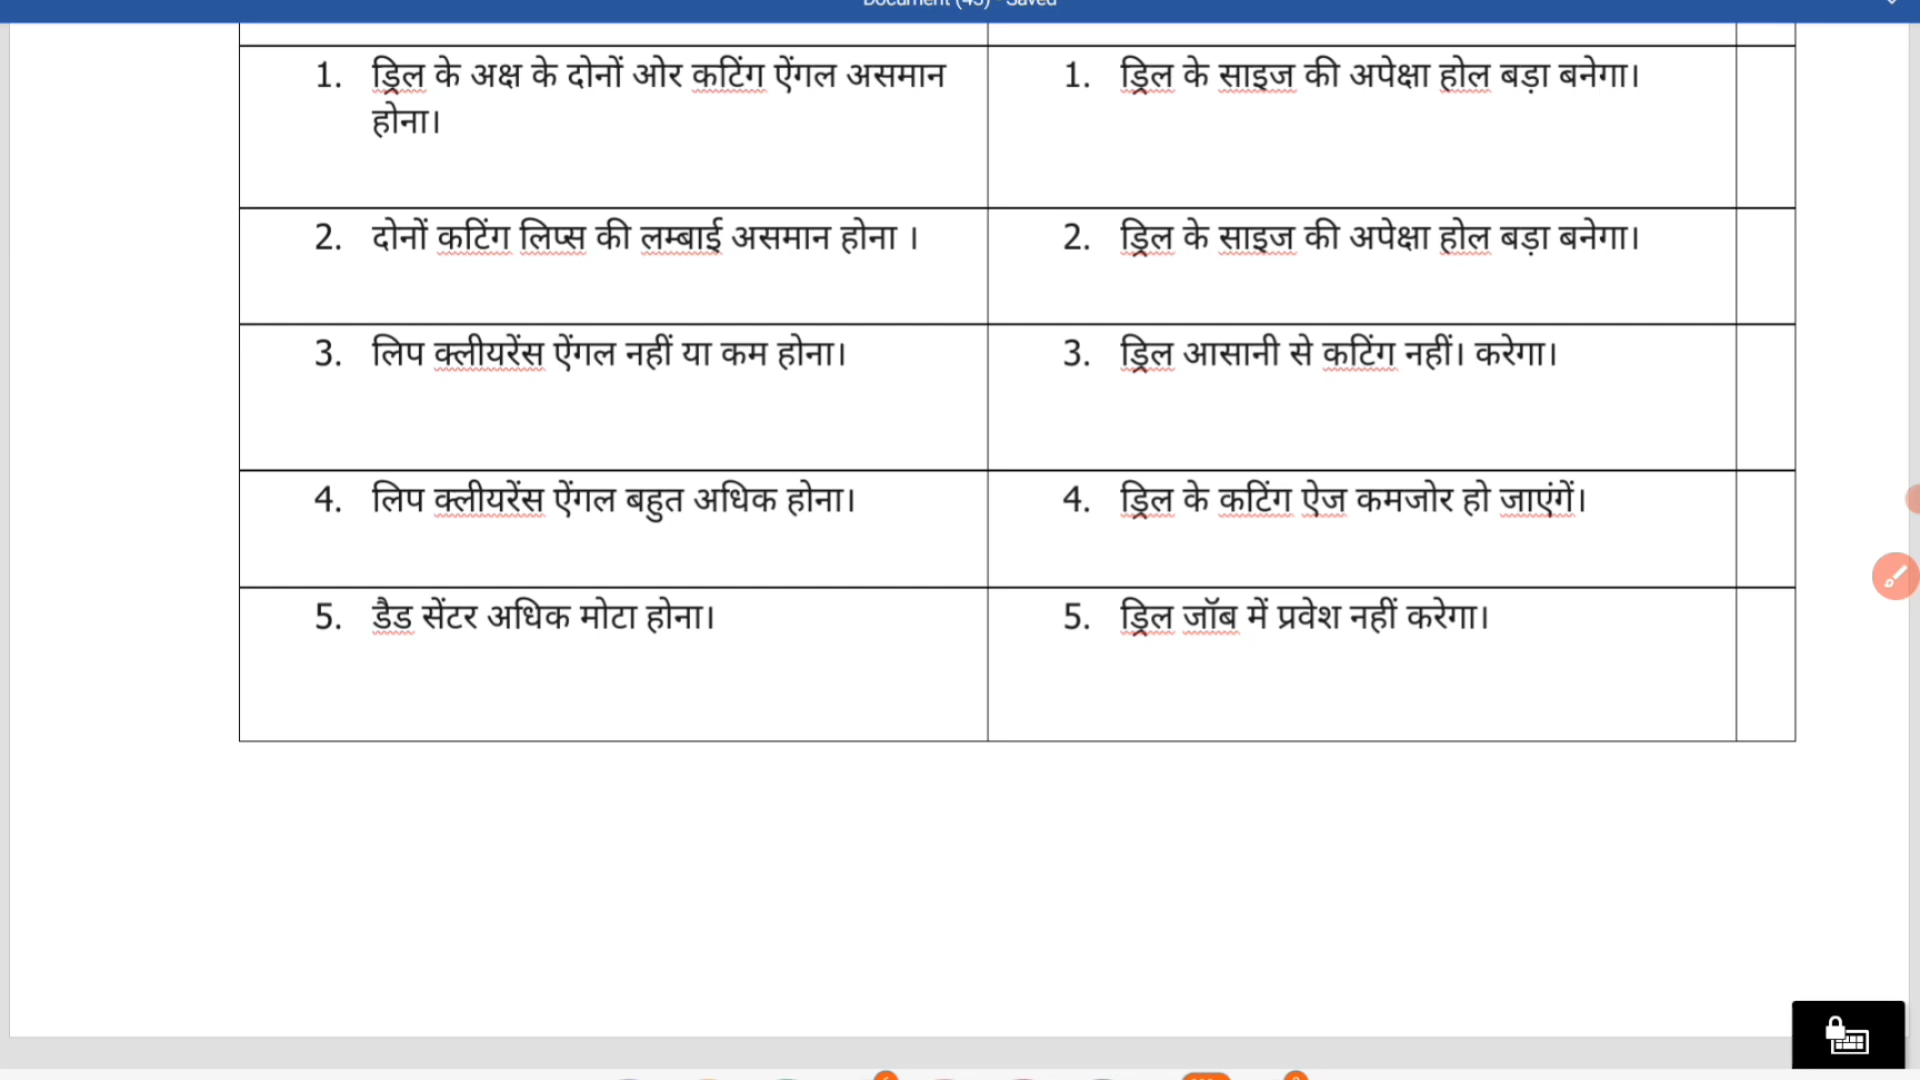 1. ड्रिल के अक्ष के दोनों ओर कटिंग ऐंगल असमान
होना।
1. ड्रिल के साइज की अपेक्षा होल बड़ा बनेगा।
2. दोनों कटिंग लिप्स की लम्बाई असमान होना ।
2. ड्रिल के साइज की अपेक्षा होल बड़ा बनेगा।
3. लिप क्लीयरेंस ऐंगल नहीं या कम होना।
3. ड्रिल आसानी से कटिंग नहीं। करेगा।
4. लिप क्लीयरेंस ऐंगल बहुत अधिक होना।
4. ड्रिल के कटिंग ऐज कमजोर हो जाएंगें।
5. डैड सेंटर अधिक मोटा होना।
5. ड्रिल जॉब में प्रवेश नहीं करेगा।